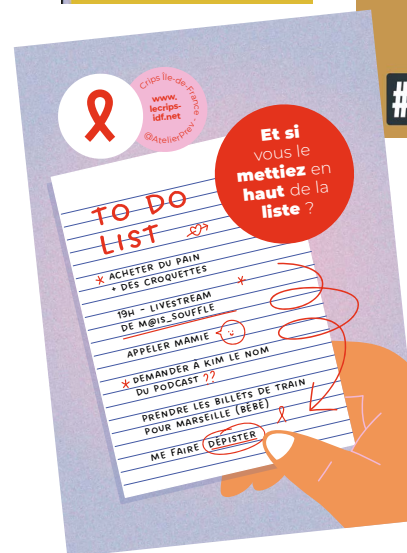 Crips Île-de-France
www.
lecrips-
idf.net
@AtelierPrev
Et si
vous le
mettiez en
haut de la
liste ?
#
TO DO
LIST
* ACHETER DU PAIN
+ DES CROQUETTES
19H - LIVESTREAM *
DE M@IS_SOUFFLE
APPELER MAMIE
* DEMANDER À KIM LE NOM
DU PODCAST ??
PRENDRE LES BILLETS DE TRAIN
POUR MARSEILLE (BÉBÉ)
ME FAIRE DÉPISTER